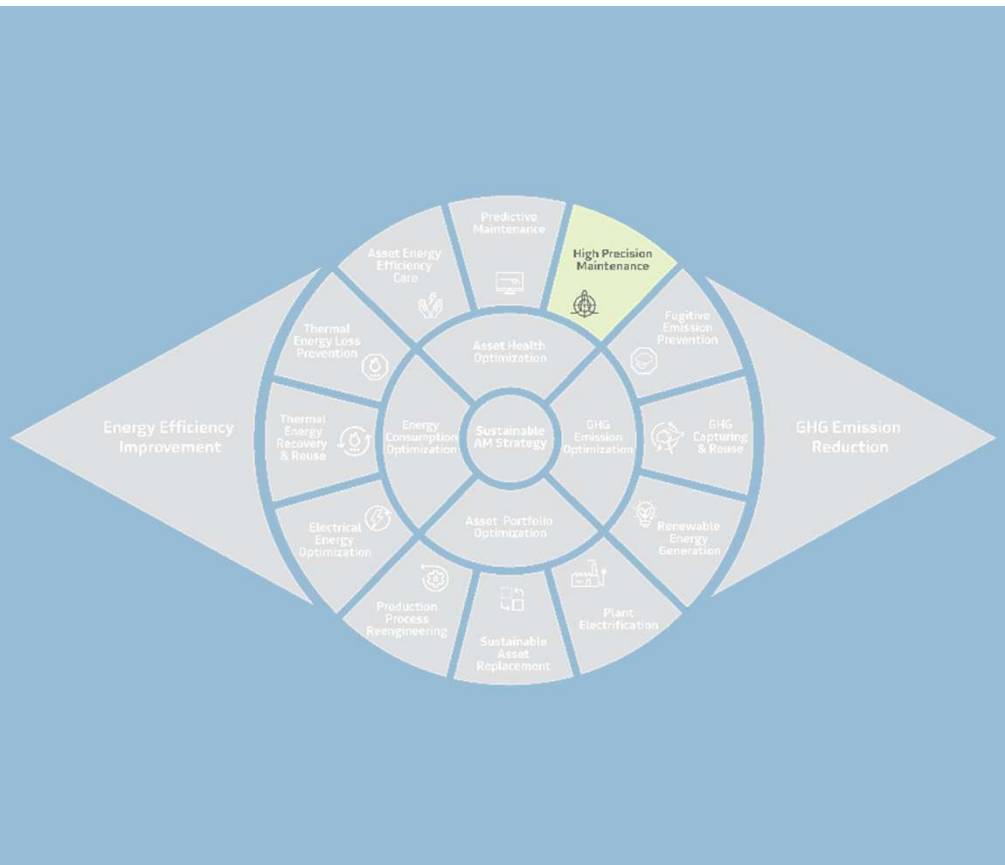 Predictive
Maintenance
High Precision
Maintenance
Asset Energy
Efficiency
Care
Fugitive
Emission
Prevention
Thermal
Energy Loss
Prevention
Asset Health
Optimization
Thermal
Energy
Recovery
& Reuse
Energy
Consumption
Optimization
Sustainable
AM Strategy
GHG
Emission
Optimization
GHG
Capturing
& Reuse
Energy Efficiency
Improvement
GHG Emission
Reduction
Electrical
Energy
Optimization
Asset Portfolio
Optimization
Renewable
Energy
Generation
Production
Process
Reengineering
Sustainable
Asset
Replacement
Plant
Electrification